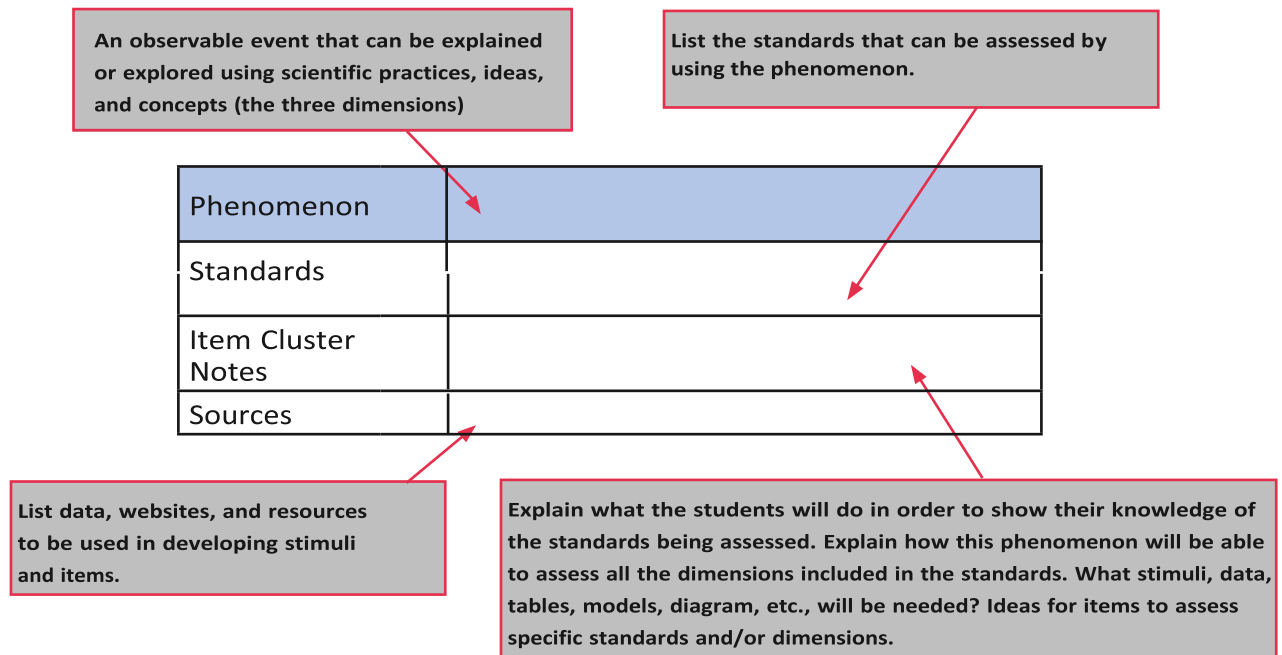 An observable event that can be explained
or explored using scientific practices, ideas,
and concepts (the three dimensions)
List the standards that can be assessed by
using the phenomenon.
Phenomenon
Standards
Item Cluster
Notes
Sources
List data, websites, and resources
to be used in developing stimuli
and items.
Explain what the students will do in order to show their knowledge of
the standards being assessed. Explain how this phenomenon will be able
to assess all the dimensions included in the standards. What stimuli, data,
tables, models, diagram, etc., will be needed? Ideas for items to assess
specific standards and/or dimensions.